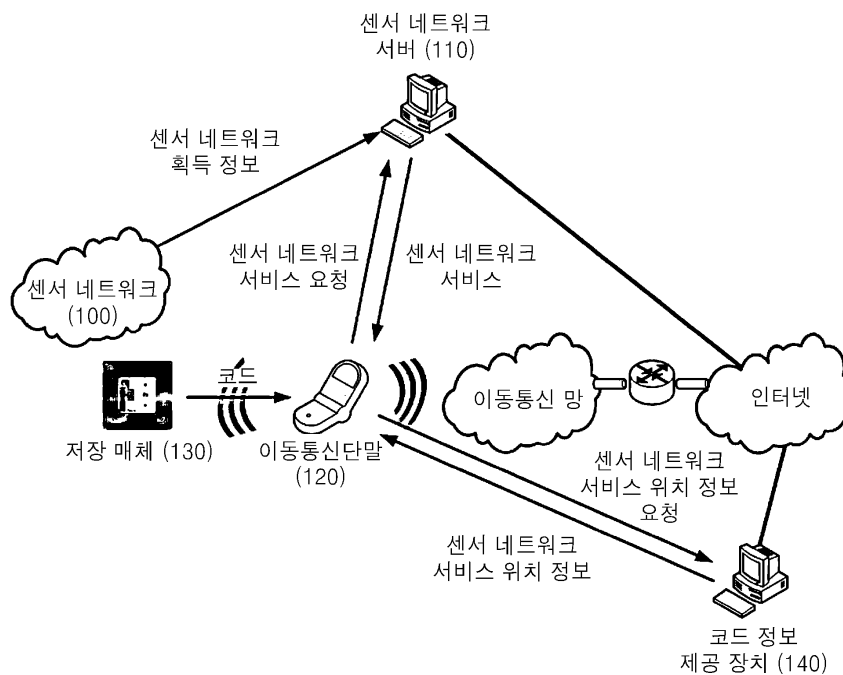 센서 네트워크
서버 (110)
센서 네트워크
획득 정보
센서 네트워크
서비스 요청
센서 네트워크
서비스
센서 네트워크
(100)
코드
저장 매체 (130)
이동통신단말
(120)
이동통신 망
인터넷
센서 네트워크
서비스 위치 정보
요청
센서 네트워크
서비스 위치 정보
코드 정보
제공 장치 (140)